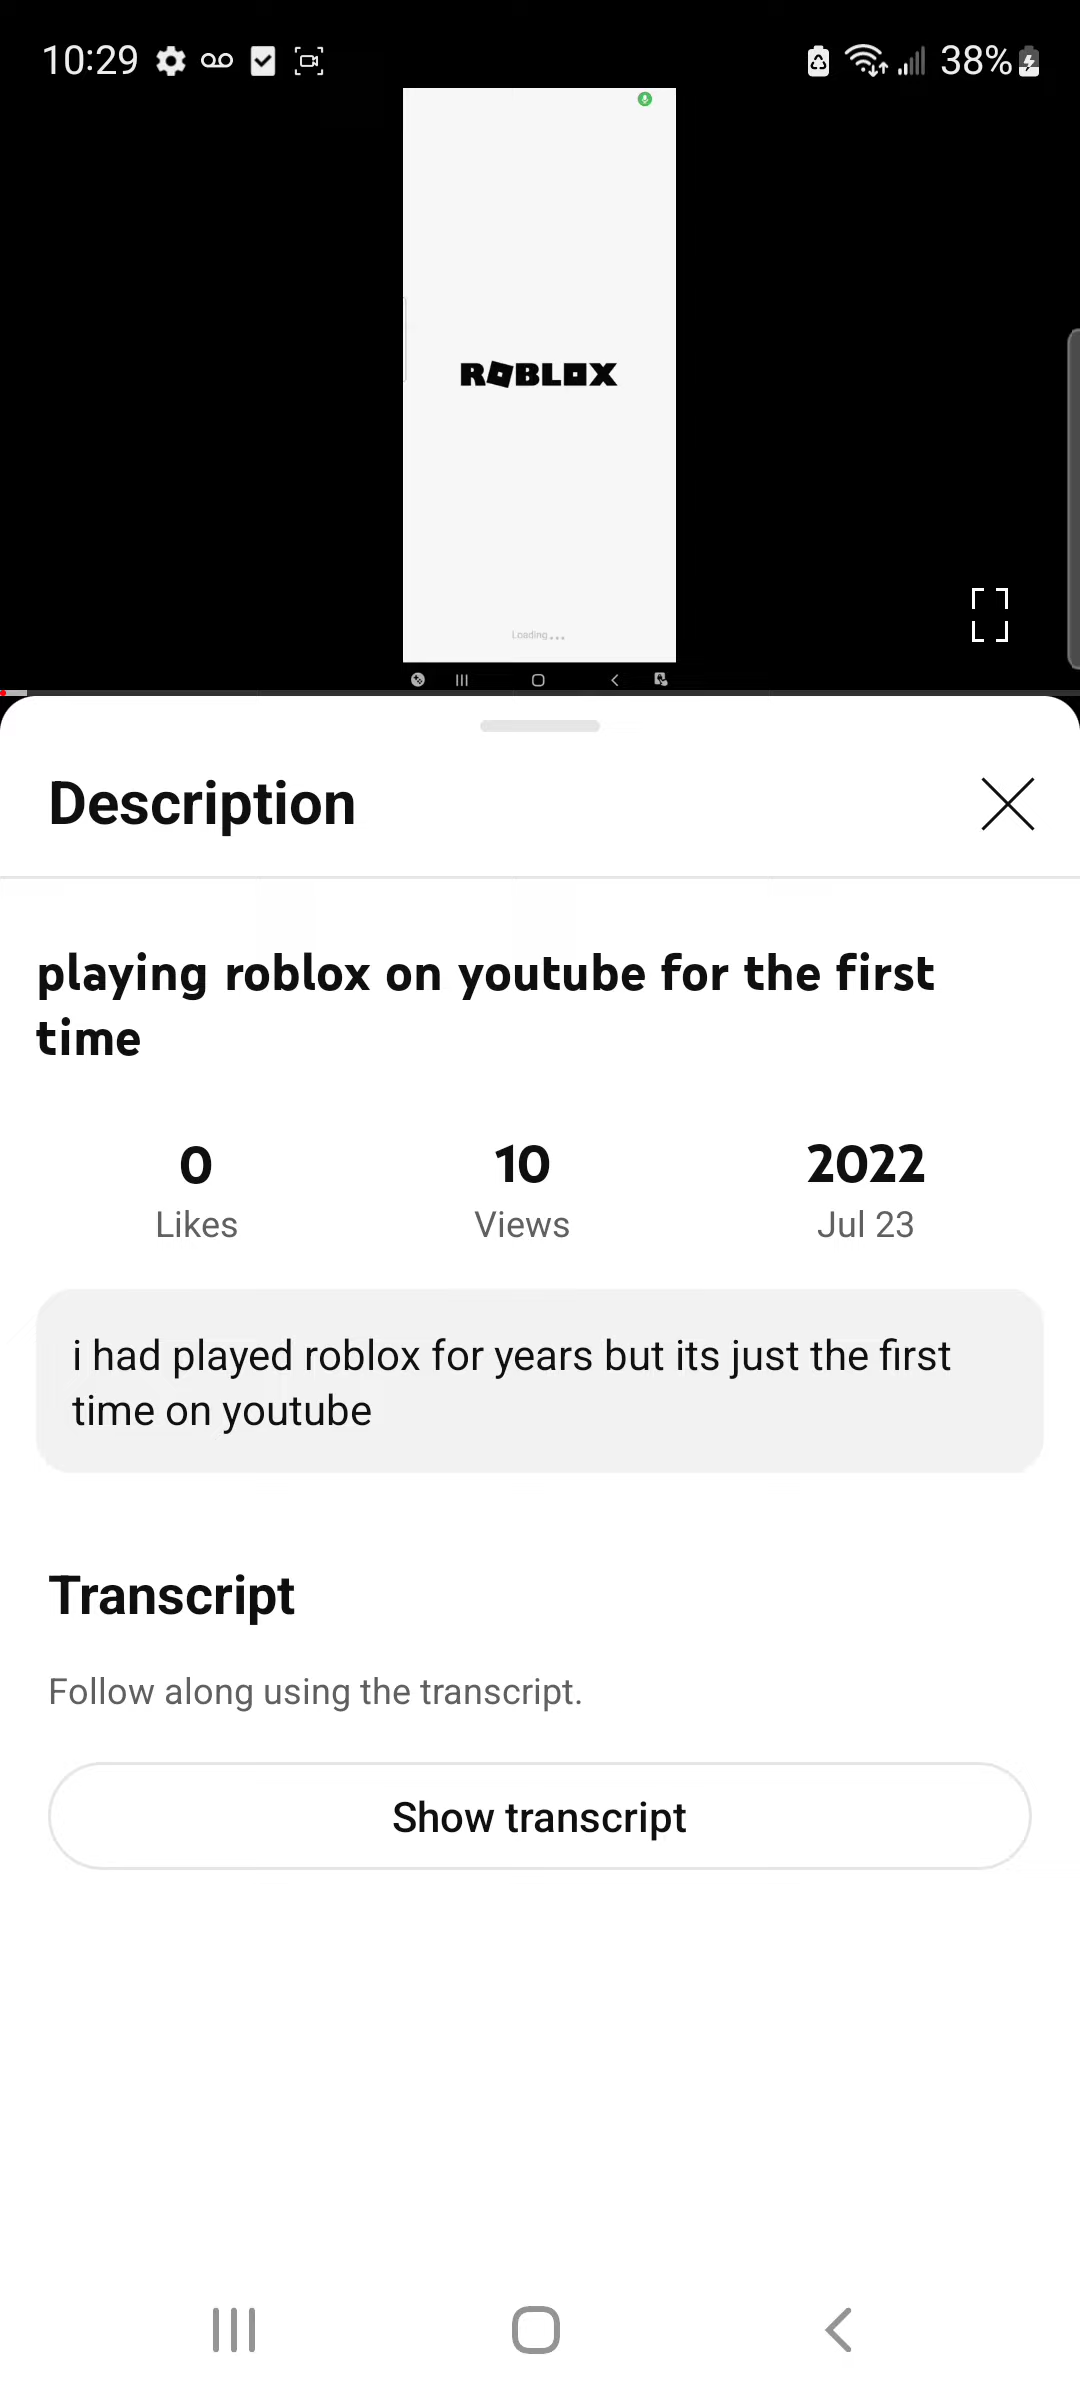 10:29
38%
ROBLOX
Loading...
Description
playing roblox on youtube for the first
time
0
10
2022
Likes
Views
Jul 23
i had played roblox for years but its just the first
time on youtube
Transcript
Follow along using the transcript.
Show transcript